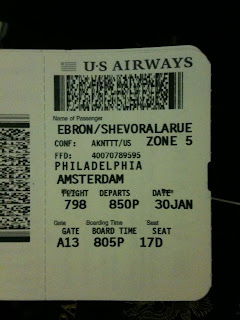 U·S AIRWAYS
Name of Passenger
EBRON/SHEVORALARUE
CONF: AKNTTT/US ZONE 5
FFD: 40070789595
PHILADELPHIA
AMSTERDAM
FLIGHT DEPARTS DATE
798 850P 30JAN
Gate Boarding Time Seat
GATE BOARD TIME SEAT
A13 805P 17D